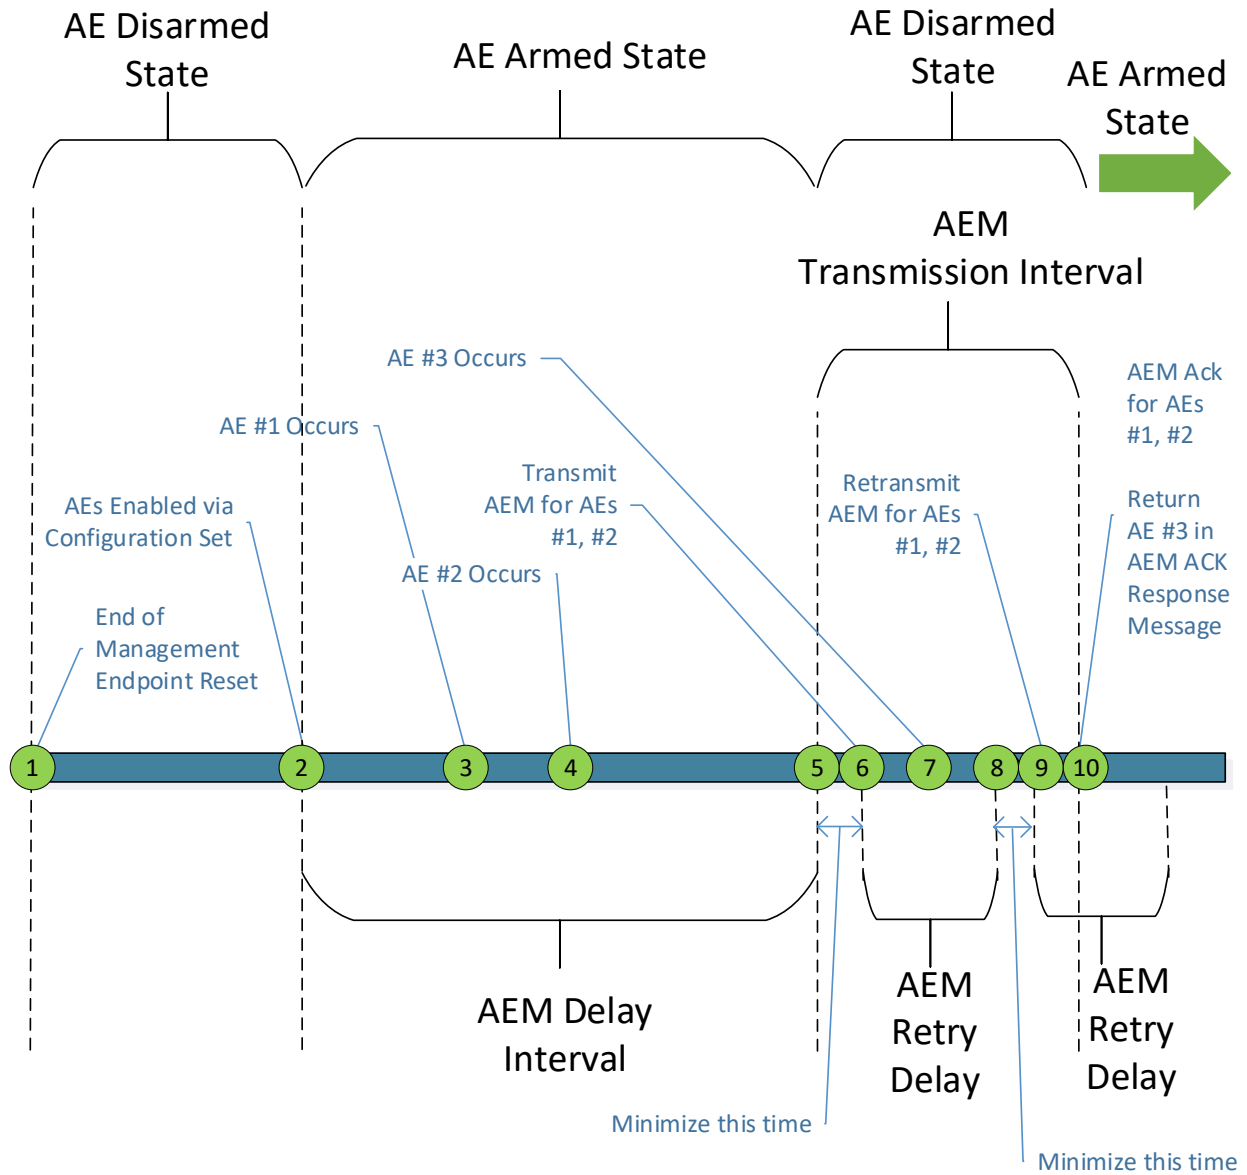 AE Disarmed
State
AE Armed State
AE Disarmed
State
AE Armed
State
AEM
Transmission Interval
AE #3 Occurs
AE #1 Occurs
AEs Enabled via
Configuration Set
Transmit
AEM for AEs
#1, #2
AE #2 Occurs
Retransmit
AEM for AEs
#1, #2
AEM Ack
for AEs
#1, #2
Return
AE #3 in
AEM ACK
Response
Message
End of
Management
Endpoint Reset
1
2
3
4
5
6
7
8
9
10
AEM Delay
Interval
AEM
Retry
Delay
AEM
Retry
Delay
Minimize this time
Minimize this time